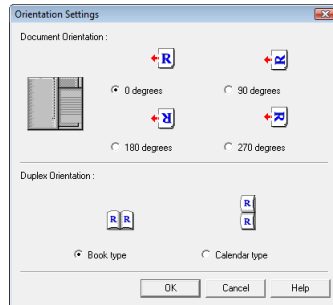 Orientation Settings
Document Orientation :
R
R
0 degrees
90 degrees
R
R
180 degrees
270 degrees
Duplex Orientation :
R R
R
R
Book type
Calendar type
OK
Cancel
Help